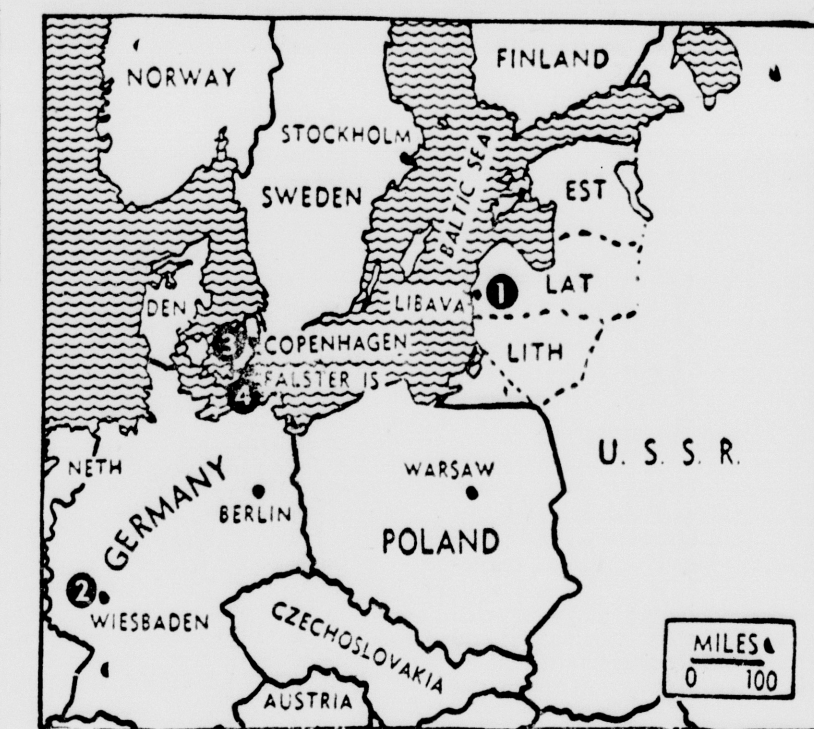 NORWAY
FINLAND
STOCKHOLM
SWEDEN
BALTIC SEA
EST
DEN
LIBAVA
1
LAT
3
COPENHAGEN
LITH
4
FALSTER IS
NETH
GERMANY
BERLIN
WARSAW
U. S. S. R.
POLAND
2
WIESBADEN
CZECHOSLOVAKIA
AUSTRIA
MILES
0 100